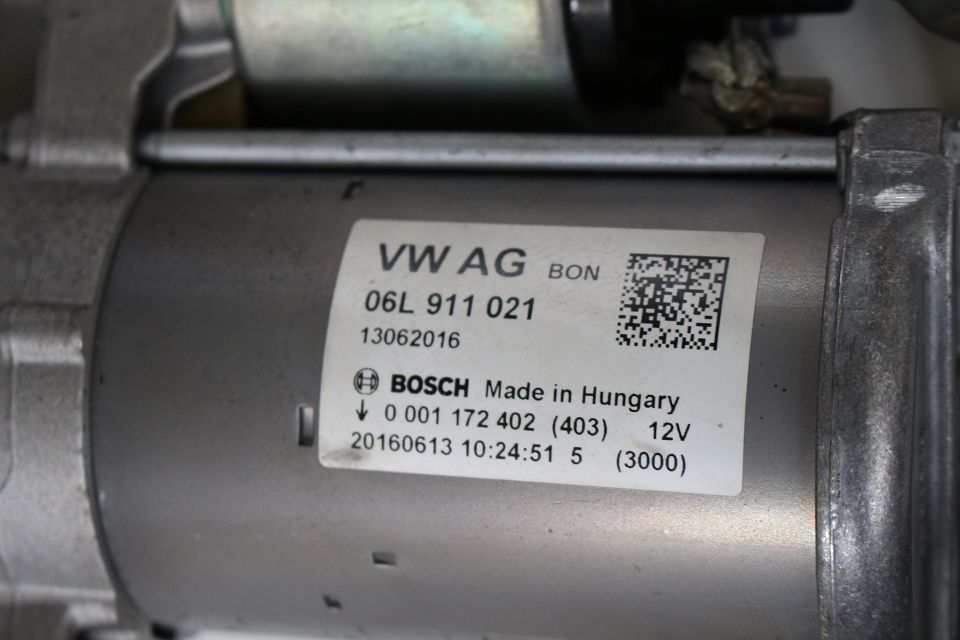 VW AG BON
06L 911 021
13062016
BOSCH Made in Hungary
↓ 0 001 172 402 (403) 12V
20160613 10:24:51 5 (3000)